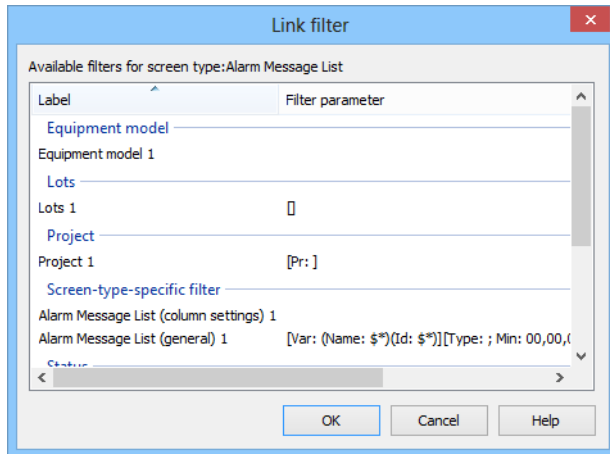 Link filter
Available filters for screen type:Alarm Message List
Label Filter parameter
Equipment model
Equipment model 1
Lots
Lots 1 []
Project
Project 1 [Pr: ]
Screen-type-specific filter
Alarm Message List (column settings) 1
Alarm Message List (general) 1 [Var: (Name: $*)(Id: $*)][Type: ; Min: 00,00,0
Status
OK Cancel Help